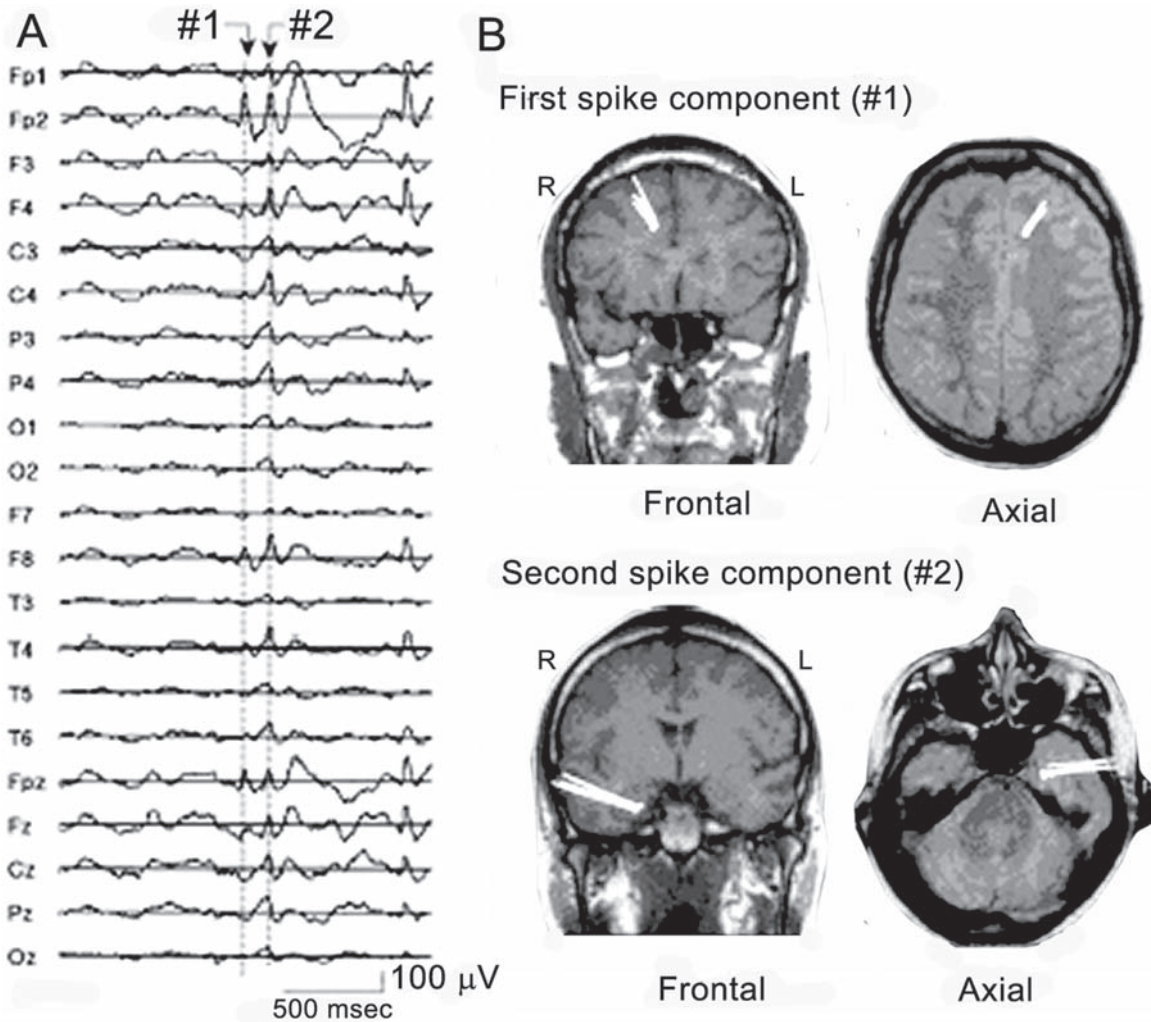 A
#1 #2
Fp1
Fp2
F3
F4
C3
C4
P3
P4
O1
O2
F7
F8
T3
T4
T5
T6
Fpz
Fz
Cz
Pz
Oz
100 μV
500 msec
B
First spike component (#1)
R L
Frontal Axial
Second spike component (#2)
R L
Frontal Axial